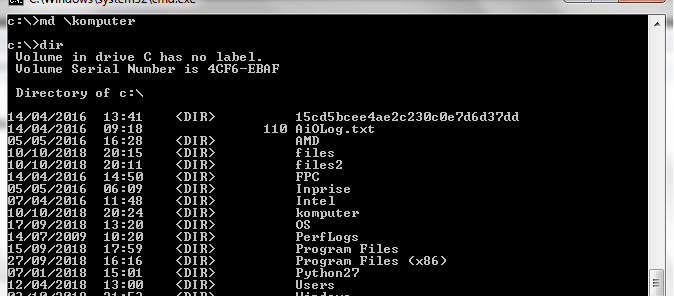 C:\Windows\system32\cmd.exe
c:\>md \komputer
c:\>dir
Volume in drive C has no label.
Volume Serial Number is 4CF6-EBAF
Directory of c:\
14/04/2016 13:41 <DIR> 15cd5bcee4ae2c230c0e7d6d37dd
14/04/2016 09:18 110 AiOLog.txt
05/05/2016 16:28 <DIR> AMD
10/10/2018 20:15 <DIR> files
10/10/2018 20:11 <DIR> files2
14/04/2016 14:50 <DIR> FPC
05/05/2016 06:09 <DIR> Inprise
07/04/2016 11:48 <DIR> Intel
10/10/2018 20:24 <DIR> komputer
17/09/2018 13:20 <DIR> OS
14/07/2009 10:20 <DIR> PerfLogs
15/09/2018 17:59 <DIR> Program Files
27/09/2018 16:16 <DIR> Program Files (x86)
07/01/2018 15:01 <DIR> Python27
12/04/2018 13:00 <DIR> Users